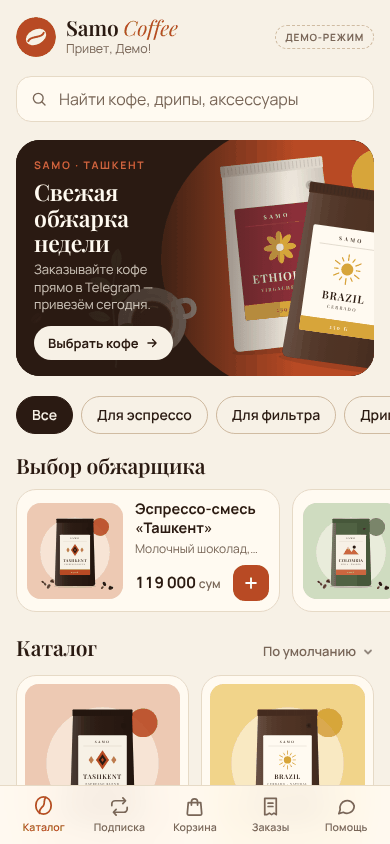 Samo Coffee
Привет, Демо!
ДЕМО-РЕЖИМ
Найти кофе, дрипы, аксессуары
SAMO · ТАШКЕНТ
Свежая
обжарка
недели
Заказывайте кофе
прямо в Telegram —
привезём сегодня.
Выбрать кофе
SAMO
SAMO
BRAZIL
CERRADO
Все
Для эспрессо
Для фильтра
Выбор обжарщика
Эспрессо-смесь
«Ташкент»
Молочный шоколад,…
119 000 сум
TASHKENT
COLOMBIA
Каталог
По умолчанию
SAMO
TASHKENT
SAMO
BRAZIL
Каталог
Подписка
Корзина
Заказы
Помощь